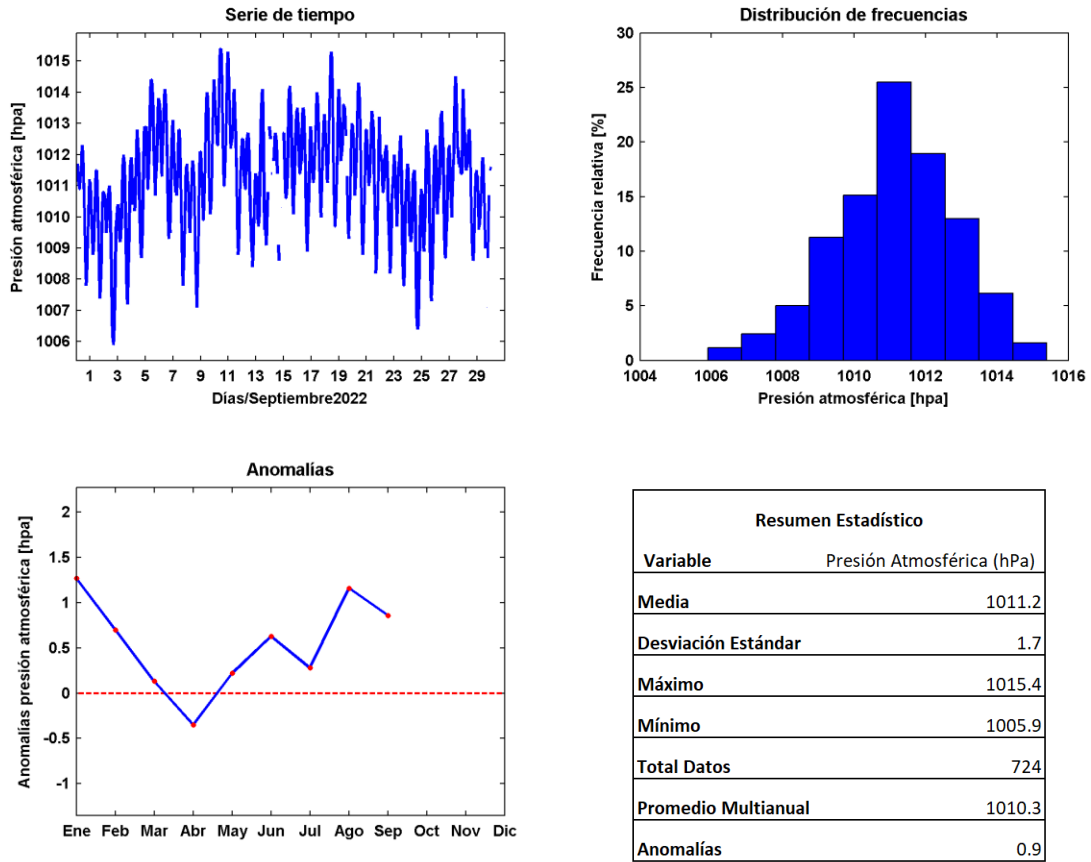 Serie de tiempo
Presión atmosférica [hpa]
1015
1014
1013
1012
1011
1010
1009
1008
1007
1006
1 3 5 7 9 11 13 15 17 19 21 23 25 27 29
Días/Septiembre2022
Distribución de frecuencias
Frecuencia relativa [%]
30
25
20
15
10
5
0
1004 1006 1008 1010 1012 1014 1016
Presión atmosférica [hpa]
Anomalías
Anomalías presión atmosférica [hpa]
2
1.5
1
0.5
0
-0.5
-1
Ene Feb Mar Abr May Jun Jul Ago Sep Oct Nov Dic
Resumen Estadístico
Variable Presión Atmosférica (hPa)
Media 1011.2
Desviación Estándar 1.7
Máximo 1015.4
Mínimo 1005.9
Total Datos 724
Promedio Multianual 1010.3
Anomalías 0.9